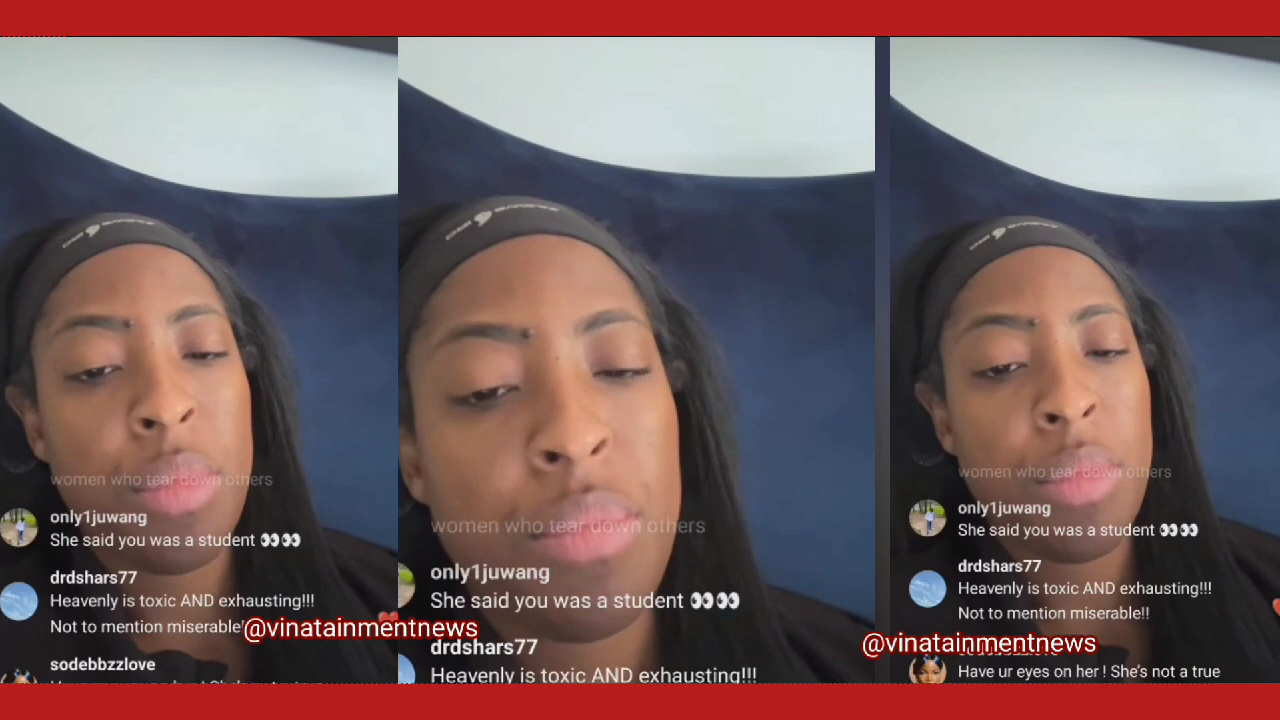 women who tear down others
only1juwang
She said you was a student 👀👀
drdshars77
Heavenly is toxic AND exhausting!!!
Not to mention miserable!
@vinatainmentnews
sodebbzzlove
women who tear down others
only1juwang
She said you was a student 👀👀
drdshars77
Heavenly is toxic AND exhausting!!!
women who tear down others
only1juwang
She said you was a student 👀👀
drdshars77
Heavenly is toxic AND exhausting!!!
Not to mention miserable!!
@vinatainmentnews
Have ur eyes on her ! She's not a true